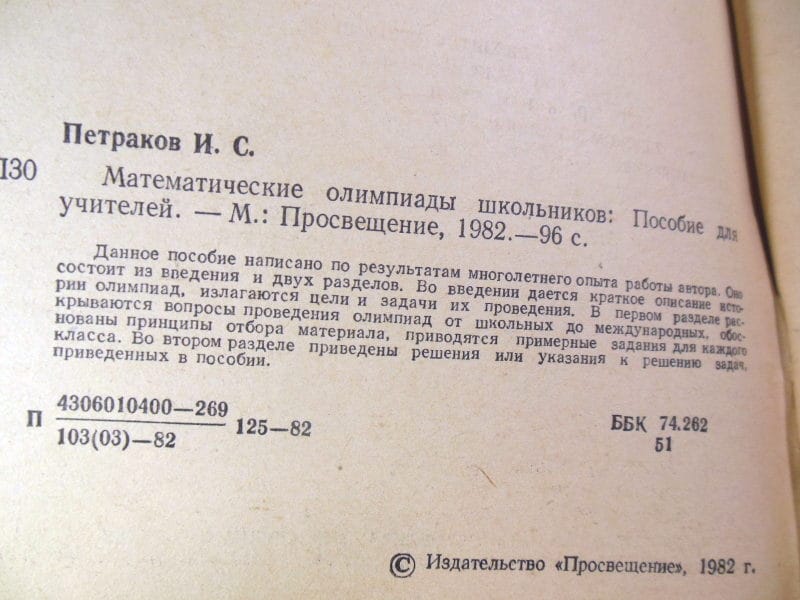 Петраков И. С.
П30
Математические олимпиады школьников: Пособие для
учителей. — М.: Просвещение, 1982.—96 с.
Данное пособие написано по результатам многолетнего опыта работы автора. Оно
состоит из введения и двух разделов. Во введении дается краткое описание исто-
рии олимпиад, излагаются цели и задачи их проведения. В первом разделе рас-
крываются вопросы проведения олимпиад от школьных до международных, обос-
нованы принципы отбора материала, приводятся примерные задания для каждого
класса. Во втором разделе приведены решения или указания к решению задач,
приведенных в пособии.
П 4306010400—269 125—82
103(03)—82
ББК 74.262
51
© Издательство «Просвещение», 1982 г.